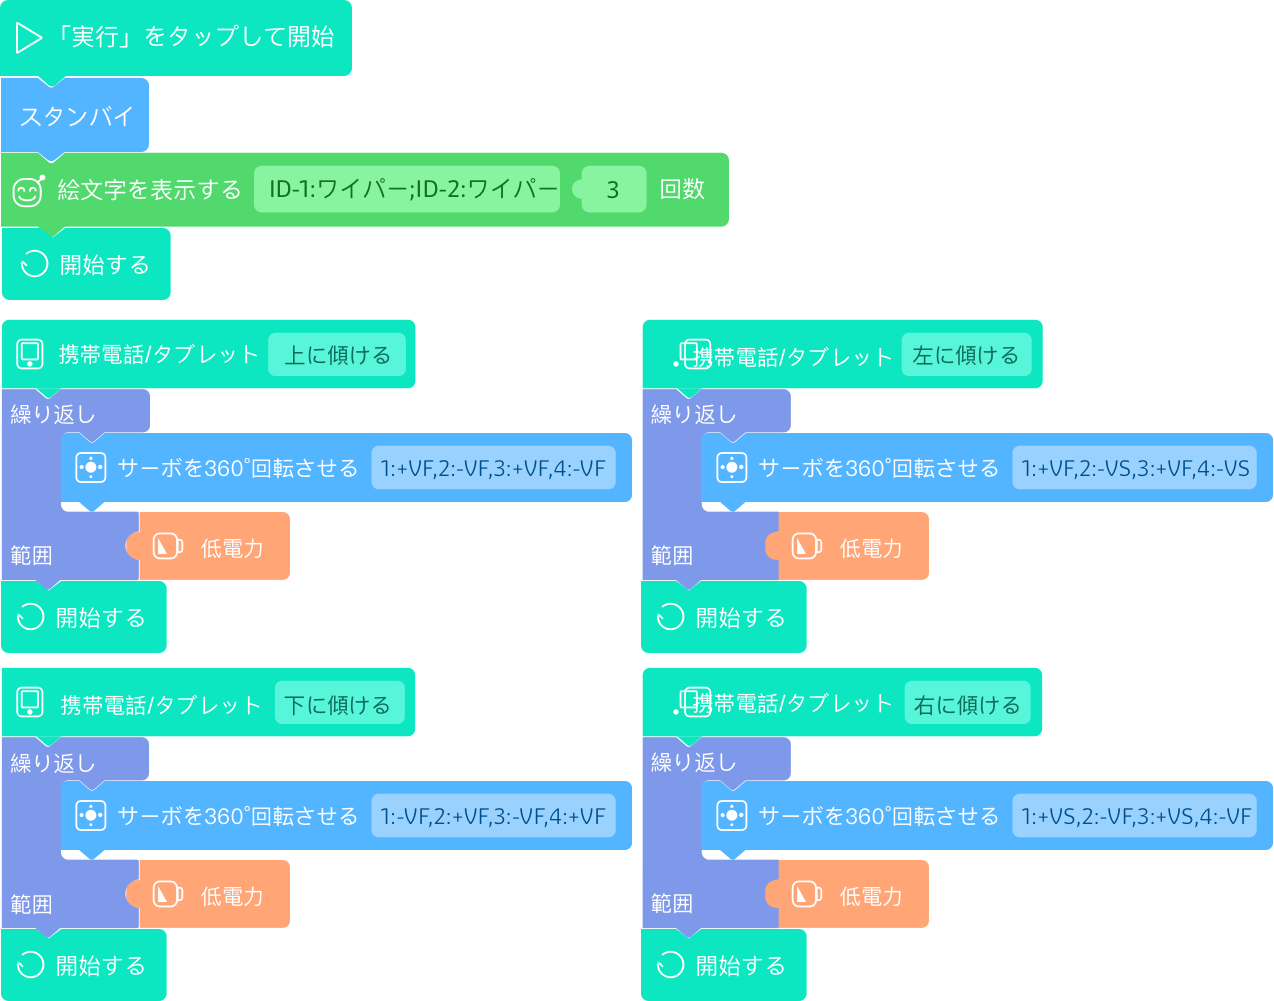 「実行」をタップして開始
スタンバイ
絵文字を表示する ID-1:ワイパー;ID-2:ワイパー 3 回数
開始する
携帯電話/タブレット 上に傾ける
繰り返し
サーボを360°回転させる 1:+VF,2:-VF,3:+VF,4:-VF
範囲 低電力
開始する
携帯電話/タブレット 左に傾ける
繰り返し
サーボを360°回転させる 1:+VF,2:-VS,3:+VF,4:-VS
範囲 低電力
開始する
携帯電話/タブレット 下に傾ける
繰り返し
サーボを360°回転させる 1:-VF,2:+VF,3:-VF,4:+VF
範囲 低電力
開始する
携帯電話/タブレット 右に傾ける
繰り返し
サーボを360°回転させる 1:+VS,2:-VF,3:+VS,4:-VF
範囲 低電力
開始する